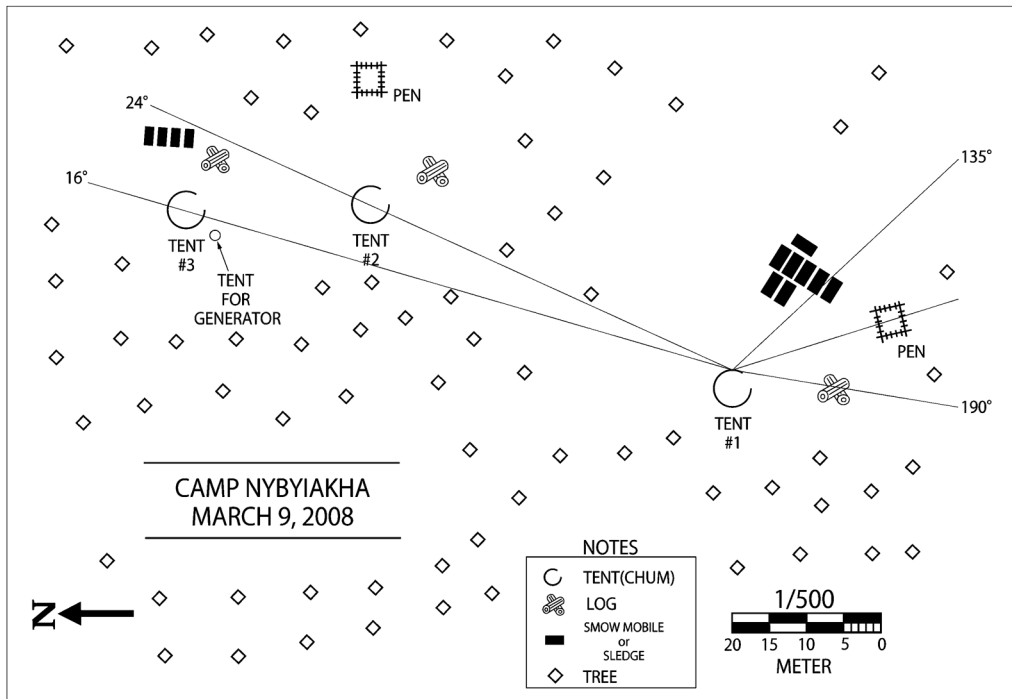 PEN
24°
135°
16°
TENT
#2
TENT
#3
TENT
FOR
GENERATOR
PEN
190°
TENT
#1
CAMP NYBYIAKHA
MARCH 9, 2008
NOTES
TENT(CHUM)
LOG
SMOW MOBILE
or
SLEDGE
TREE
N
1/500
20 15 10 5 0
METER